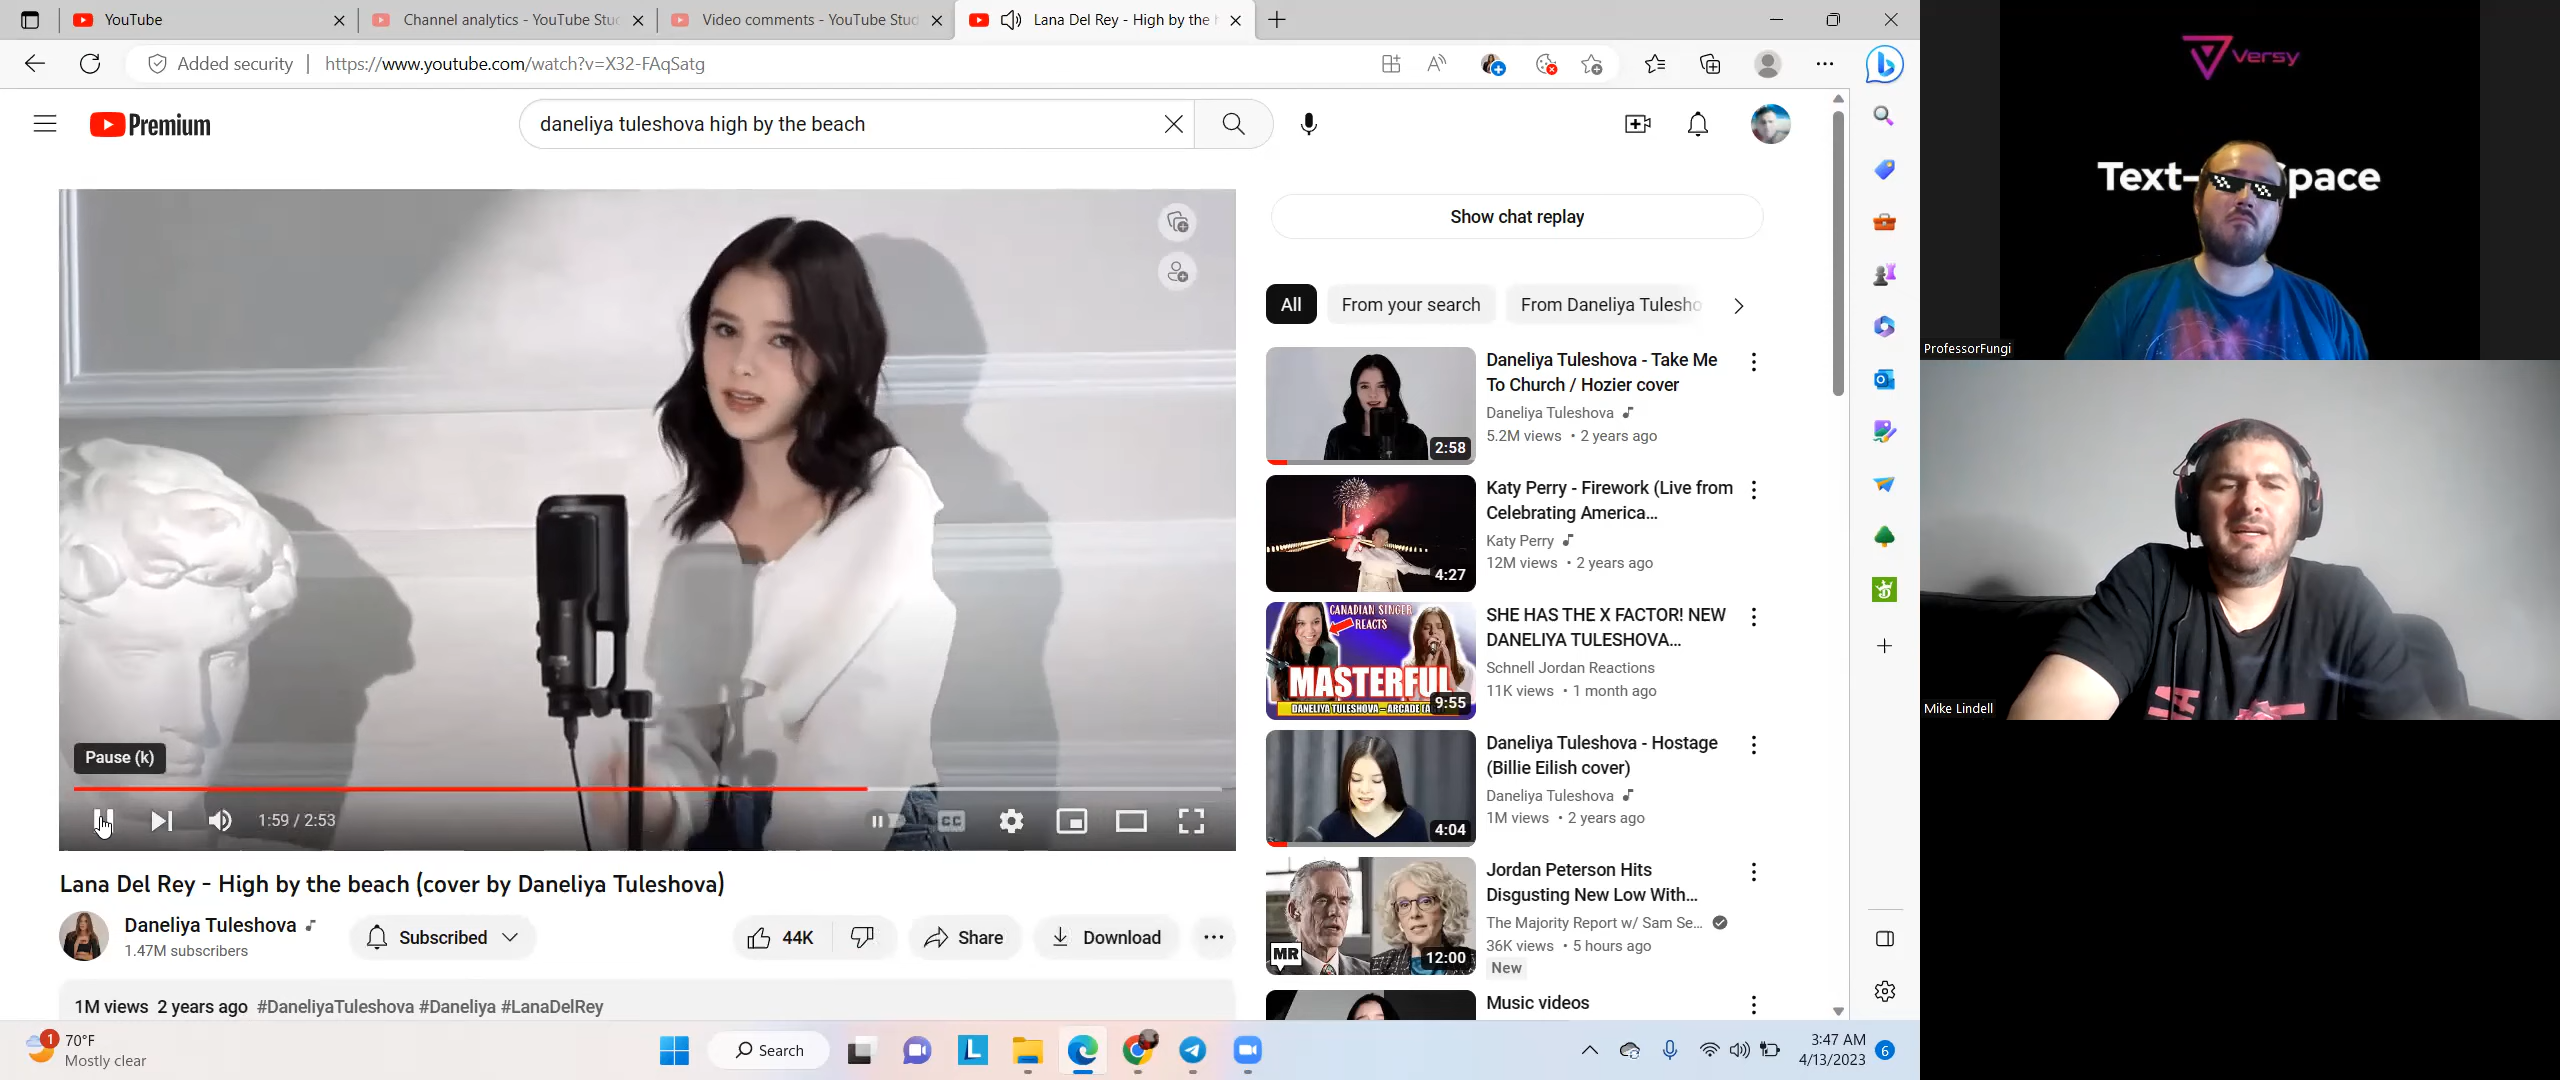 YouTube
Channel analytics - YouTube Stud
Video comments - YouTube Stud
Lana Del Rey - High by the
Added security
https://www.youtube.com/watch?v=X32-FAqSatg
Premium
daneliya tuleshova high by the beach
Show chat replay
All
From your search
From Daneliya Tulesho
Daneliya Tuleshova - Take Me
To Church / Hozier cover
Daneliya Tuleshova
5.2M views • 2 years ago
2:58
Katy Perry - Firework (Live from
Celebrating America...
Katy Perry
12M views • 2 years ago
4:27
CANADIAN SINGER
REACTS
MASTERFUL
DANELIYA TULESHOVA - ARCADE
9:55
SHE HAS THE X FACTOR! NEW
DANELIYA TULESHOVA...
Schnell Jordan Reactions
11K views • 1 month ago
Daneliya Tuleshova - Hostage
(Billie Eilish cover)
Daneliya Tuleshova
1M views • 2 years ago
4:04
Jordan Peterson Hits
Disgusting New Low With...
The Majority Report w/ Sam Se...
36K views • 5 hours ago
New
MR
12:00
Music videos
Pause (k)
1:59 / 2:53
CC
Lana Del Rey - High by the beach (cover by Daneliya Tuleshova)
Daneliya Tuleshova
1.47M subscribers
Subscribed
44K
Share
Download
1M views 2 years ago #DaneliyaTuleshova #Daneliya #LanaDelRey
1
70°F
Mostly clear
Search
L
3:47 AM
4/13/2023
6
Versy
Text- Space
ProfessorFungi
Mike Lindell